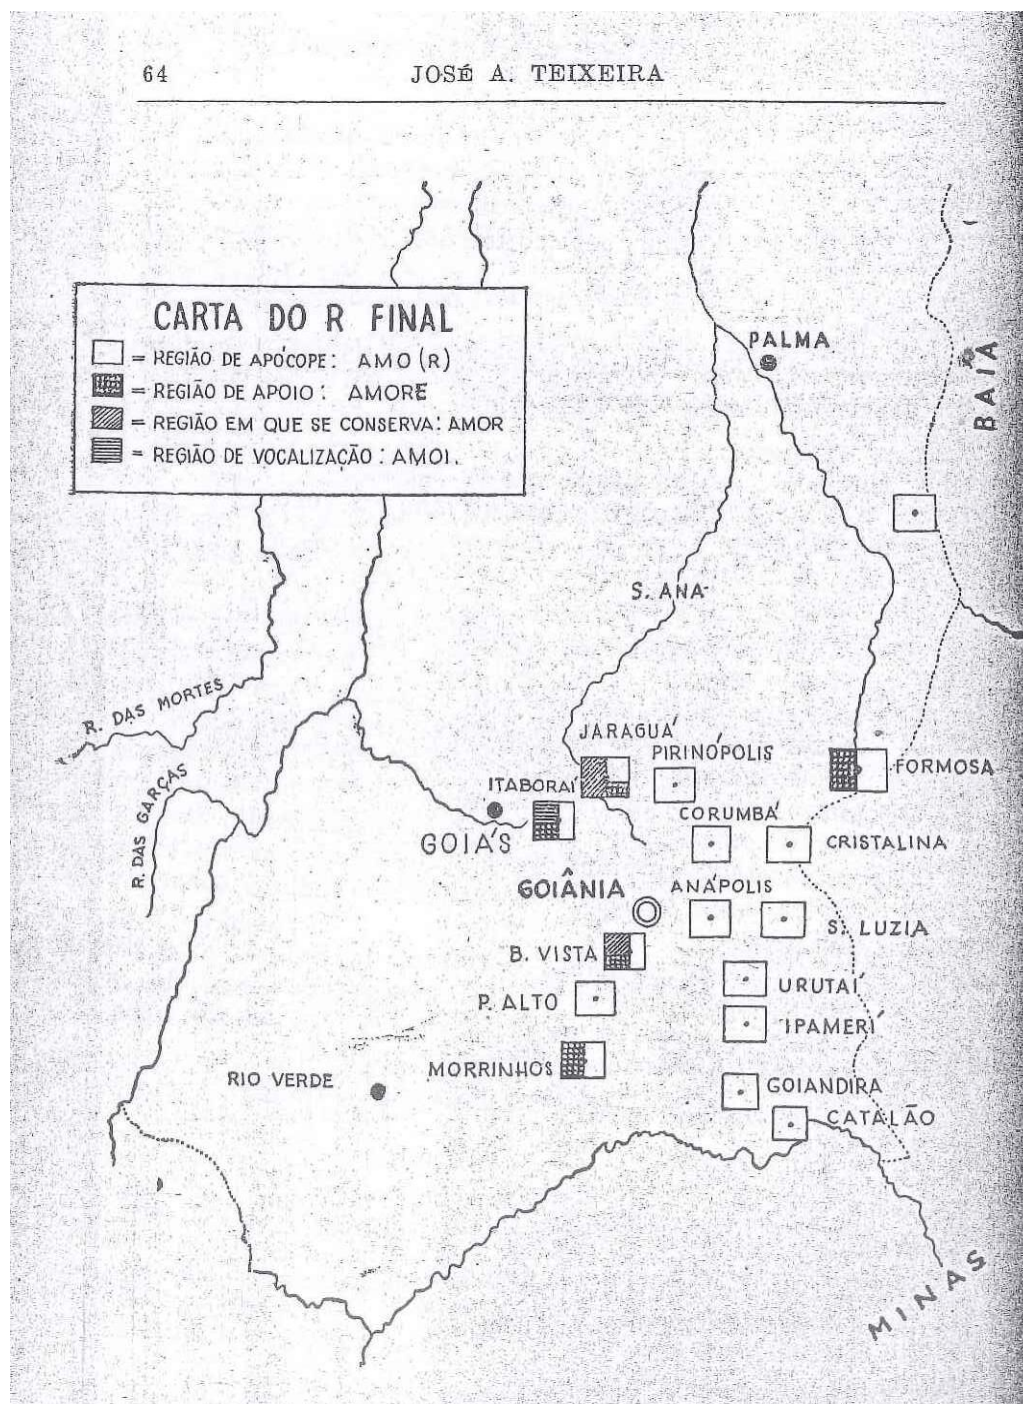 64 JOSÉ A. TEIXEIRA
CARTA DO R FINAL
= REGIÃO DE APÓCOPE: AMO(R)
= REGIÃO DE APOIO: AMORE
= REGIÃO EM QUE SE CONSERVA: AMOR
= REGIÃO DE VOCALIZAÇÃO: AMOI.
PALMA
BAÍA
S. ANA
R. DAS MORTES
JARAGUÁ
PIRINÓPOLIS
FORMOSA
R. DAS GARÇAS
ITABORAÍ
CORUMBÁ
GOIÁS
CRISTALINA
GOIÂNIA
ANÁPOLIS
S. LUZIA
B. VISTA
URUTAÍ
P. ALTO
IPAMERÍ
MORRINHOS
RIO VERDE
GOIANDIRA
CATALÃO
MINAS